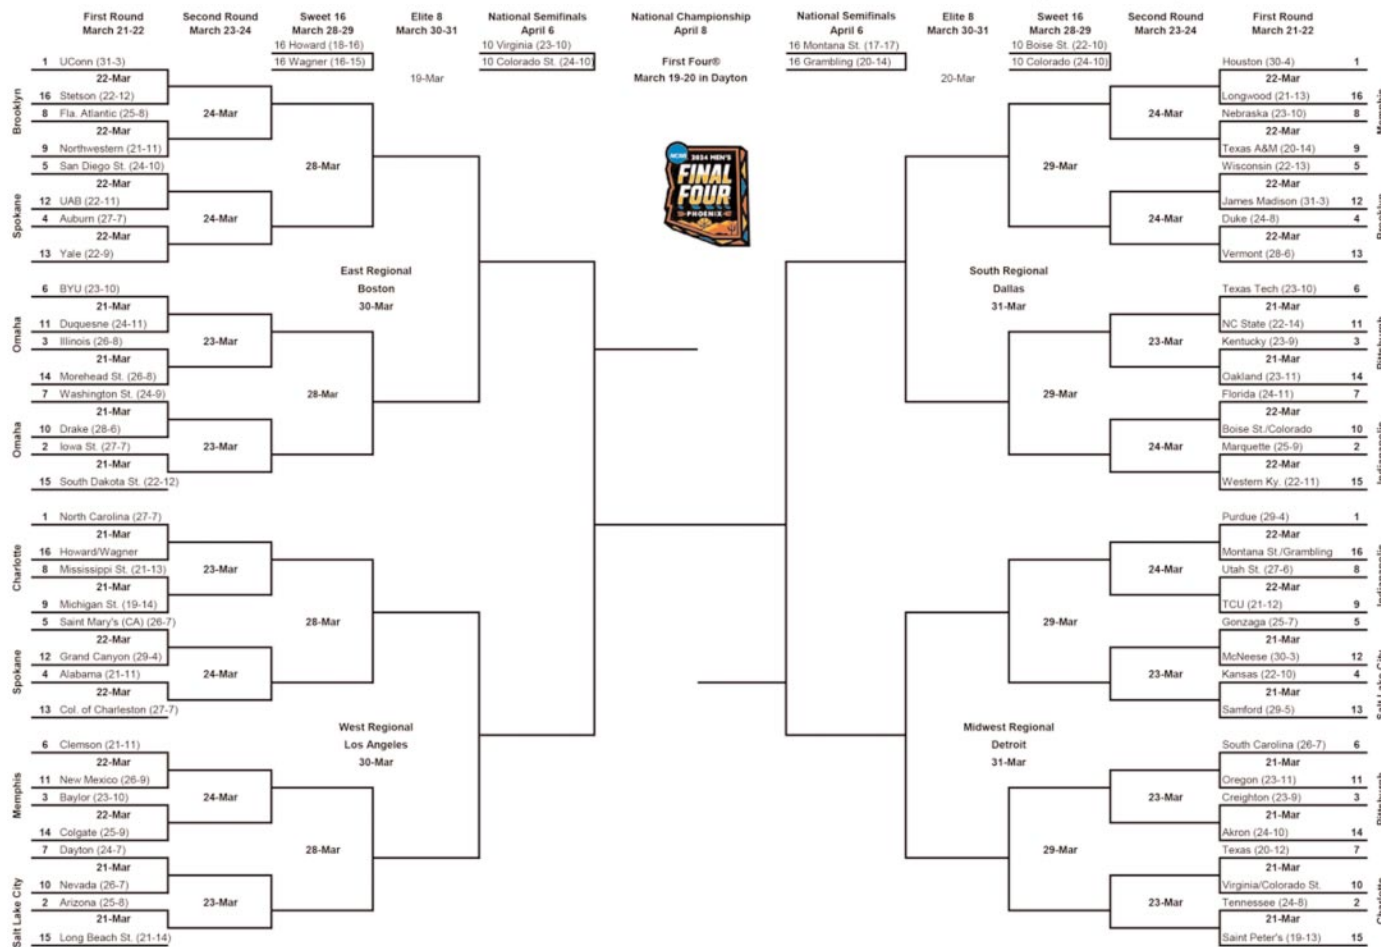 First Round
March 21-22
Second Round
March 23-24
Sweet 16
March 28-29
Elite 8
March 30-31
National Semifinals
April 6
National Championship
April 8
National Semifinals
April 6
Elite 8
March 30-31
Sweet 16
March 28-29
Second Round
March 23-24
First Round
March 21-22
16 Howard (18-16)
16 Wagner (16-15)
19-Mar
10 Virginia (23-10)
10 Colorado St. (24-10)
First Four®
March 19-20 in Dayton
16 Montana St. (17-17)
16 Grambling (20-14)
20-Mar
10 Boise St. (22-10)
10 Colorado (24-10)
Brooklyn
1 UConn (31-3)
22-Mar
16 Stetson (22-12)
24-Mar
8 Fla. Atlantic (25-8)
22-Mar
9 Northwestern (21-11)
28-Mar
Spokane
5 San Diego St. (24-10)
22-Mar
12 UAB (22-11)
24-Mar
4 Auburn (27-7)
22-Mar
13 Yale (22-9)
East Regional
Boston
30-Mar
Omaha
6 BYU (23-10)
21-Mar
11 Duquesne (24-11)
23-Mar
3 Illinois (26-8)
21-Mar
14 Morehead St. (26-8)
28-Mar
Omaha
7 Washington St. (24-9)
21-Mar
10 Drake (28-6)
23-Mar
2 Iowa St. (27-7)
21-Mar
15 South Dakota St. (22-12)
Charlotte
1 North Carolina (27-7)
21-Mar
16 Howard/Wagner
23-Mar
8 Mississippi St. (21-13)
21-Mar
9 Michigan St. (19-14)
28-Mar
Spokane
5 Saint Mary's (CA) (26-7)
22-Mar
12 Grand Canyon (29-4)
24-Mar
4 Alabama (21-11)
22-Mar
13 Col. of Charleston (27-7)
West Regional
Los Angeles
30-Mar
Memphis
6 Clemson (21-11)
22-Mar
11 New Mexico (26-9)
24-Mar
3 Baylor (23-10)
22-Mar
14 Colgate (25-9)
28-Mar
Salt Lake City
7 Dayton (24-7)
21-Mar
10 Nevada (26-7)
23-Mar
2 Arizona (25-8)
21-Mar
15 Long Beach St. (21-14)
NCAA
2024 MEN'S
FINAL
FOUR
PHOENIX
Houston (30-4) 1
22-Mar
Longwood (21-13) 16
24-Mar
Nebraska (23-10) 8
22-Mar
Texas A&M (20-14) 9
Memphis
29-Mar
Wisconsin (22-13) 5
22-Mar
James Madison (31-3) 12
24-Mar
Duke (24-8) 4
22-Mar
Vermont (28-6) 13
Brooklyn
South Regional
Dallas
31-Mar
Texas Tech (23-10) 6
21-Mar
NC State (22-14) 11
23-Mar
Kentucky (23-9) 3
21-Mar
Oakland (23-11) 14
Pittsburgh
29-Mar
Florida (24-11) 7
22-Mar
Boise St./Colorado 10
24-Mar
Marquette (25-9) 2
22-Mar
Western Ky. (22-11) 15
Indianapolis
Purdue (29-4) 1
22-Mar
Montana St./Grambling 16
24-Mar
Utah St. (27-6) 8
22-Mar
TCU (21-12) 9
Indianapolis
29-Mar
Gonzaga (25-7) 5
21-Mar
McNeese (30-3) 12
23-Mar
Kansas (22-10) 4
21-Mar
Samford (29-5) 13
Salt Lake City
Midwest Regional
Detroit
31-Mar
South Carolina (26-7) 6
21-Mar
Oregon (23-11) 11
23-Mar
Creighton (23-9) 3
21-Mar
Akron (24-10) 14
Pittsburgh
29-Mar
Texas (20-12) 7
21-Mar
Virginia/Colorado St. 10
23-Mar
Tennessee (24-8) 2
21-Mar
Saint Peter's (19-13) 15
Charlotte